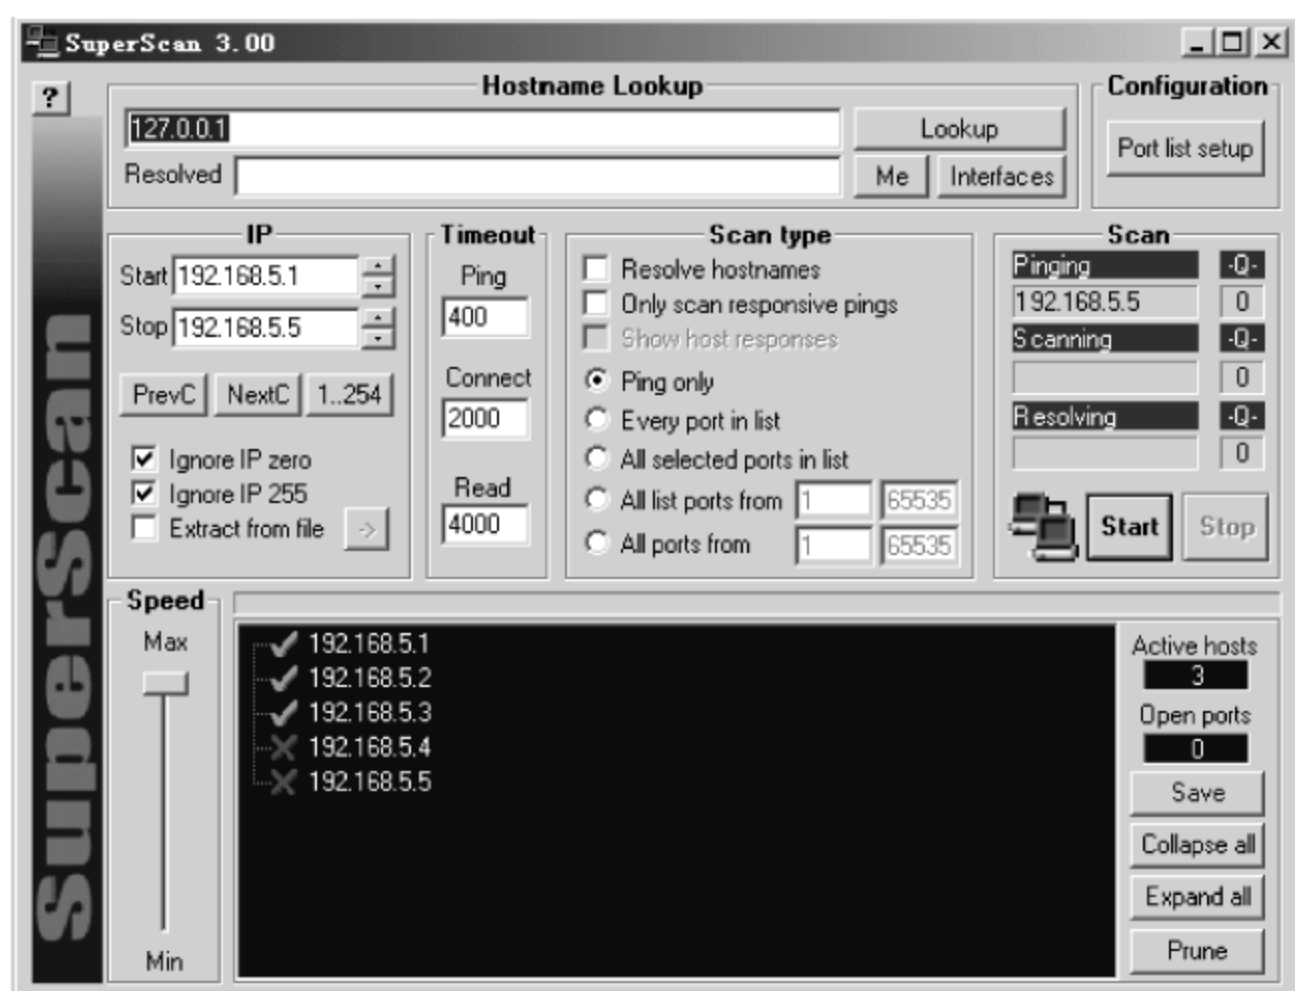 SuperScan 3.00
?
Hostname Lookup
127.0.0.1
Lookup
Resolved
Me
Interfaces
Configuration
Port list setup
IP
Start 192.168.5.1
Stop 192.168.5.5
PrevC NextC 1..254
Ignore IP zero
Ignore IP 255
Extract from file ->
Timeout
Ping
400
Connect
2000
Read
4000
Scan type
Resolve hostnames
Only scan responsive pings
Show host responses
Ping only
Every port in list
All selected ports in list
All list ports from 1 65535
All ports from 1 65535
Scan
Pinging -Q-
192.168.5.5 0
Scanning -Q-
0
Resolving -Q-
0
Start Stop
SuperScan
Speed
Max
Min
192.168.5.1
192.168.5.2
192.168.5.3
192.168.5.4
192.168.5.5
Active hosts
3
Open ports
0
Save
Collapse all
Expand all
Prune